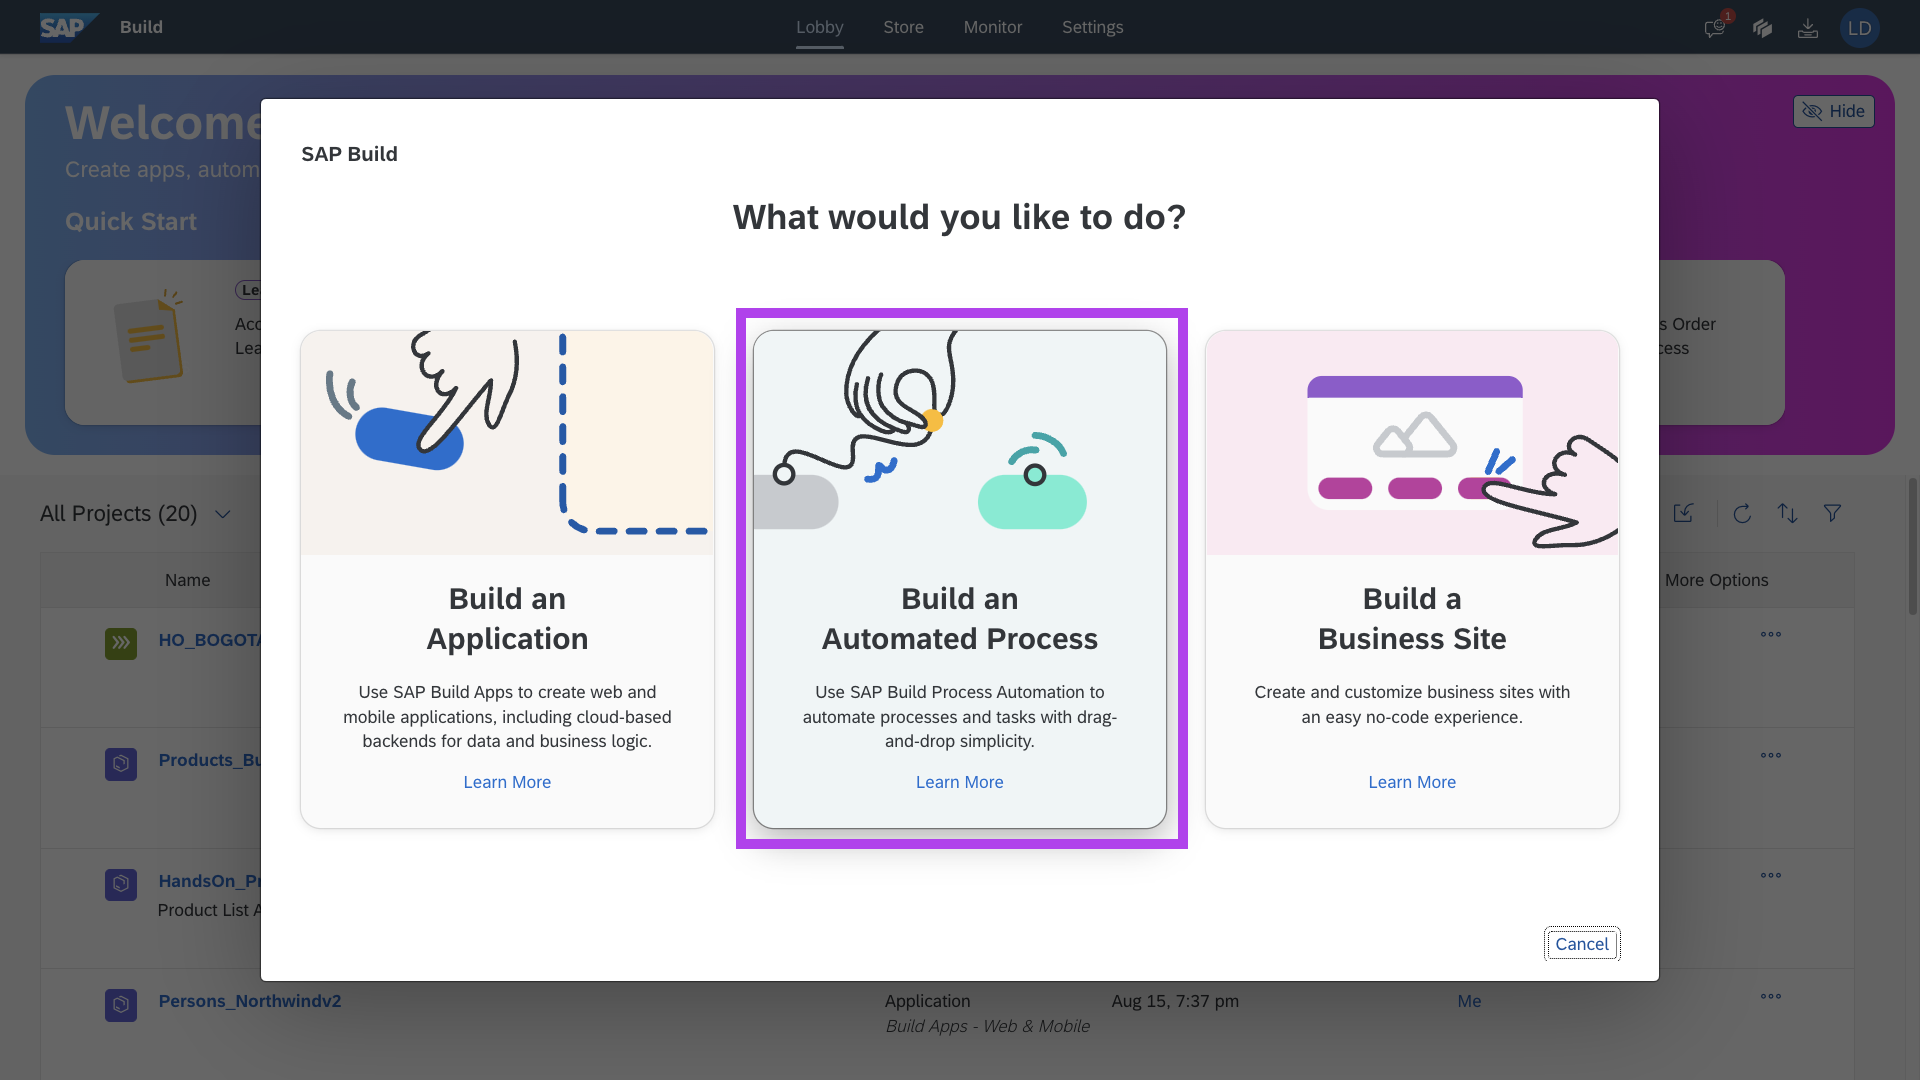 SAP Build
Lobby Store Monitor Settings
1
LD
Welcome
Create apps, autom
Hide
Quick Start
Le
Acc
Lea
s Order
cess
SAP Build
What would you like to do?
Build an
Application
Use SAP Build Apps to create web and
mobile applications, including cloud-based
backends for data and business logic.
Learn More
Build an
Automated Process
Use SAP Build Process Automation to
automate processes and tasks with drag-
and-drop simplicity.
Learn More
Build a
Business Site
Create and customize business sites with
an easy no-code experience.
Learn More
Cancel
All Projects (20)
Name
More Options
HO_BOGOTA
Products_Bu
HandsOn_Pr
Product List A
Persons_Northwindv2
Application
Aug 15, 7:37 pm
Me
Build Apps - Web & Mobile